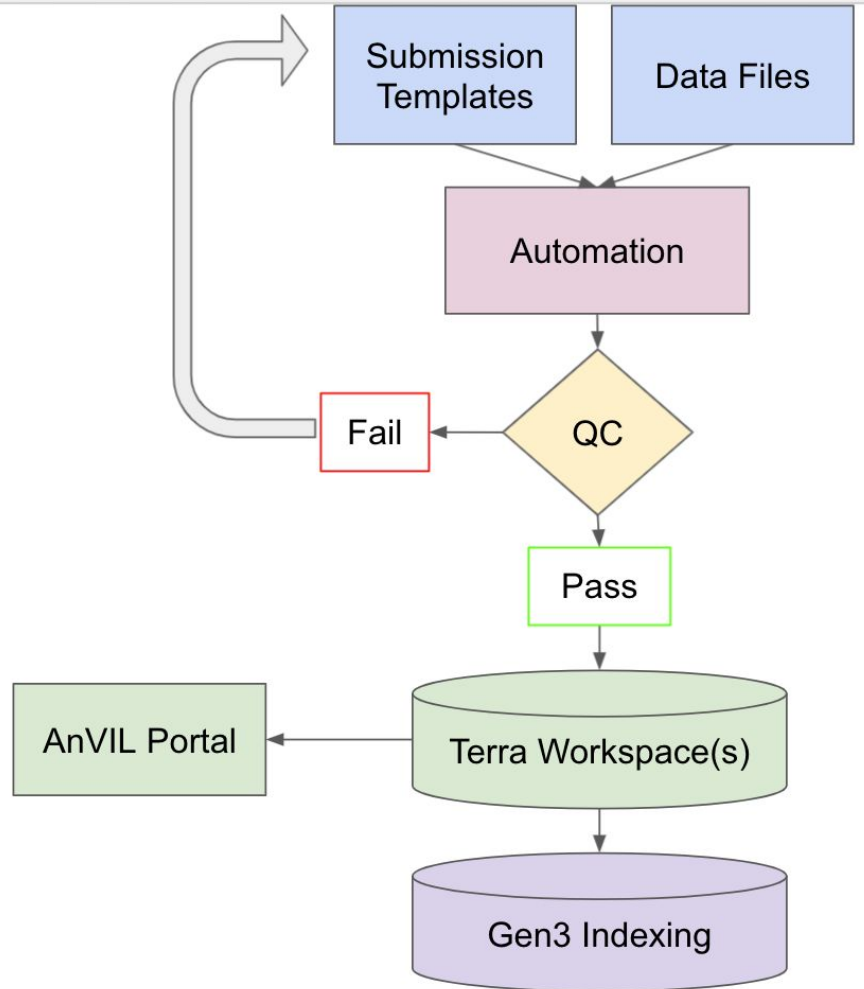 Submission
Templates
Data Files
Automation
Fail
QC
Pass
AnVIL Portal
Terra Workspace(s)
Gen3 Indexing